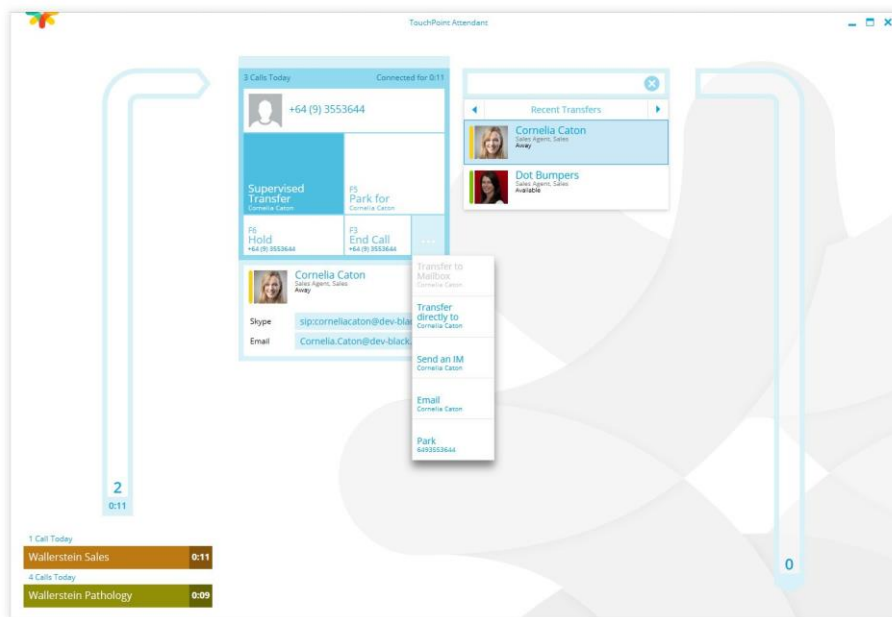 TouchPoint Attendant
3 Calls Today Connected for 0:11
+64 (9) 3553644
Supervised
Transfer
Cornelia Caton
F5
Park for
Cornelia Caton
F6
Hold
+64 (9) 3553644
F3
End Call
+64 (9) 3553644
...
Recent Transfers
Cornelia Caton
Sales Agent, Sales
Away
Dot Bumpers
Sales Agent, Sales
Available
Cornelia Caton
Sales Agent, Sales
Away
Skype sip:corneliacaton@dev-blac
Email Cornelia.Caton@dev-black.
Transfer to
Mailbox
Cornelia Caton
Transfer
directly to
Cornelia Caton
Send an IM
Cornelia Caton
Email
Cornelia Caton
Park
6493553644
2
0:11
1 Call Today
Wallerstein Sales 0:11
4 Calls Today
Wallerstein Pathology 0:09
0